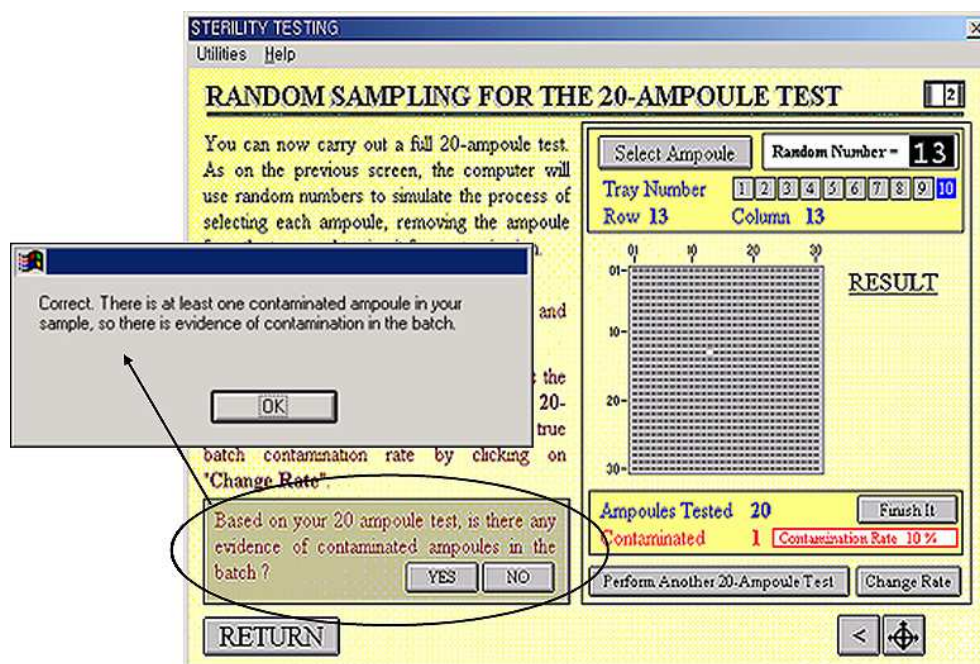 STERILITY TESTING
Utilities Help
RANDOM SAMPLING FOR THE 20-AMPOULE TEST
2
You can now carry out a full 20-ampoule test.
As on the previous screen, the computer will
use random numbers to simulate the process of
selecting each ampoule, removing the ampoule
and
the
20-
true
batch contamination rate by clicking on
"Change Rate".
Correct. There is at least one contaminated ampoule in your
sample, so there is evidence of contamination in the batch.
OK
Based on your 20 ampoule test, is there any
evidence of contaminated ampoules in the
batch ?
YES NO
RETURN
Select Ampoule Random Number = 13
Tray Number 1 2 3 4 5 6 7 8 9 10
Row 13 Column 13
01 10 20 30
01-
10-
20-
30-
RESULT
Ampoules Tested 20 Finish It
Contaminated 1 Contamination Rate 10 %
Perform Another 20-Ampoule Test Change Rate
<